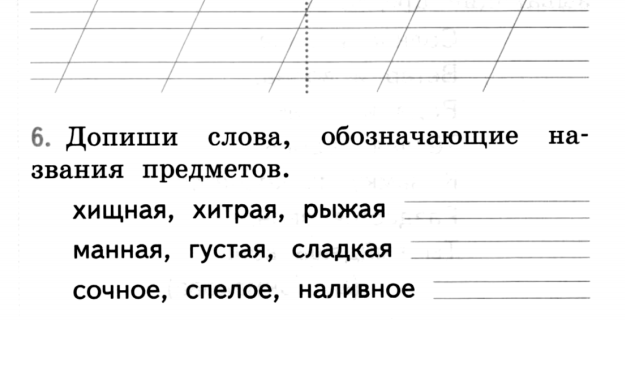 6. Допиши слова, обозначающие на-
звания предметов.
хищная, хитрая, рыжая
манная, густая, сладкая
сочное, спелое, наливное